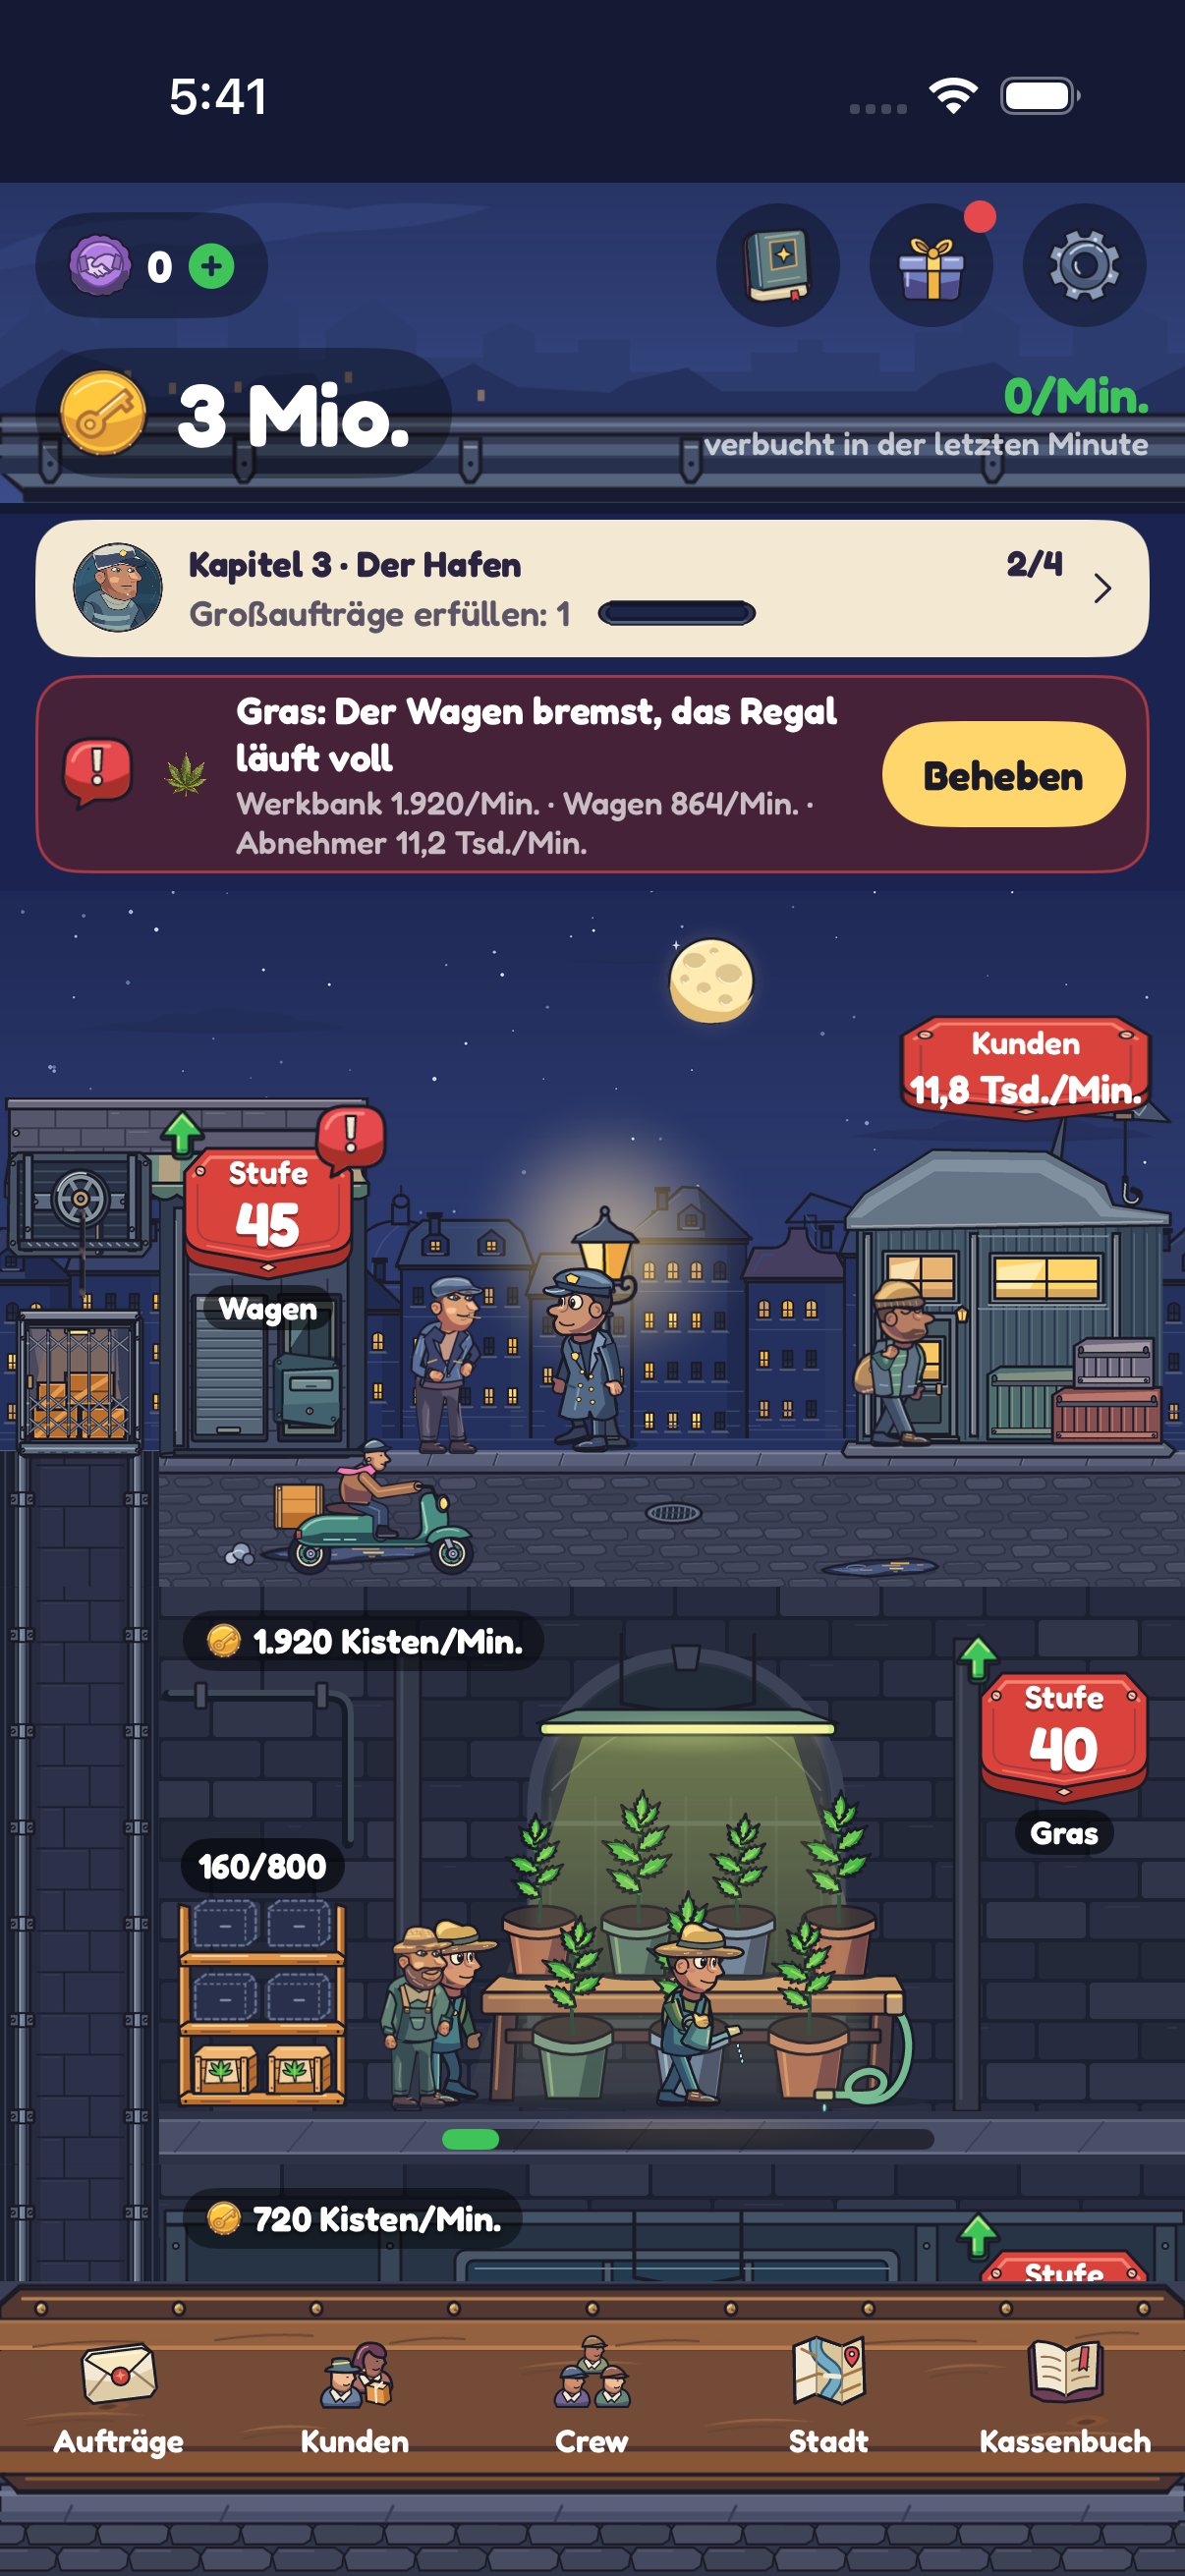 5:41
0
3 Mio.
0/Min.
verbucht in der letzten Minute
Kapitel 3 · Der Hafen
2/4
Großaufträge erfüllen: 1
Gras: Der Wagen bremst, das Regal
läuft voll
Werkbank 1.920/Min. · Wagen 864/Min. ·
Abnehmer 11,2 Tsd./Min.
Beheben
Kunden
11,8 Tsd./Min.
Stufe
45
Wagen
1.920 Kisten/Min.
Stufe
40
Gras
160/800
720 Kisten/Min.
Stufe
Aufträge
Kunden
Crew
Stadt
Kassenbuch